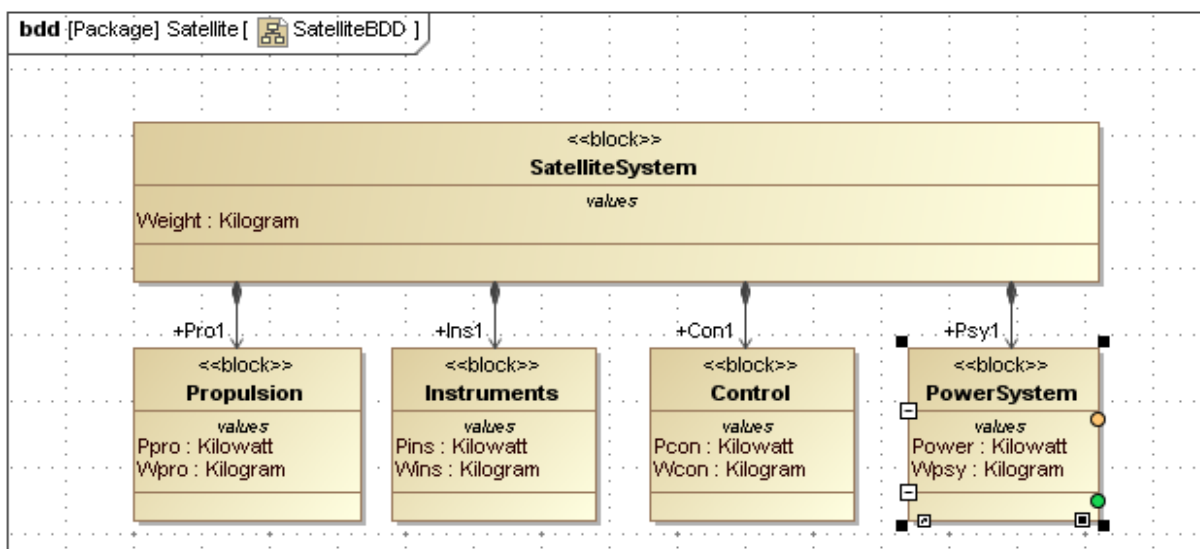 bdd [Package] Satellite [ SatelliteBDD ]
<<block>>
SatelliteSystem
values
Weight : Kilogram
+Pro1
+Ins1
+Con1
+Psy1
<<block>>
Propulsion
values
Ppro : Kilowatt
Wpro : Kilogram
<<block>>
Instruments
values
Pins : Kilowatt
Wins : Kilogram
<<block>>
Control
values
Pcon : Kilowatt
Wcon : Kilogram
<<block>>
PowerSystem
values
Power : Kilowatt
Wpsy : Kilogram